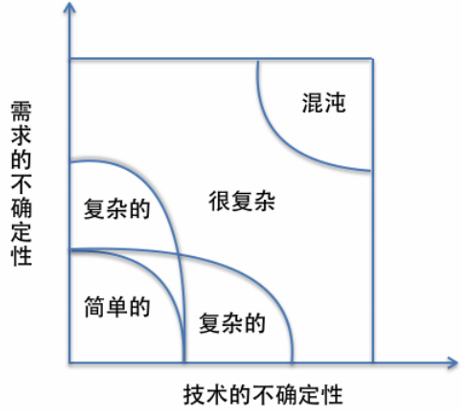 需求的不确定性
混沌
复杂的
很复杂
简单的
复杂的
技术的不确定性